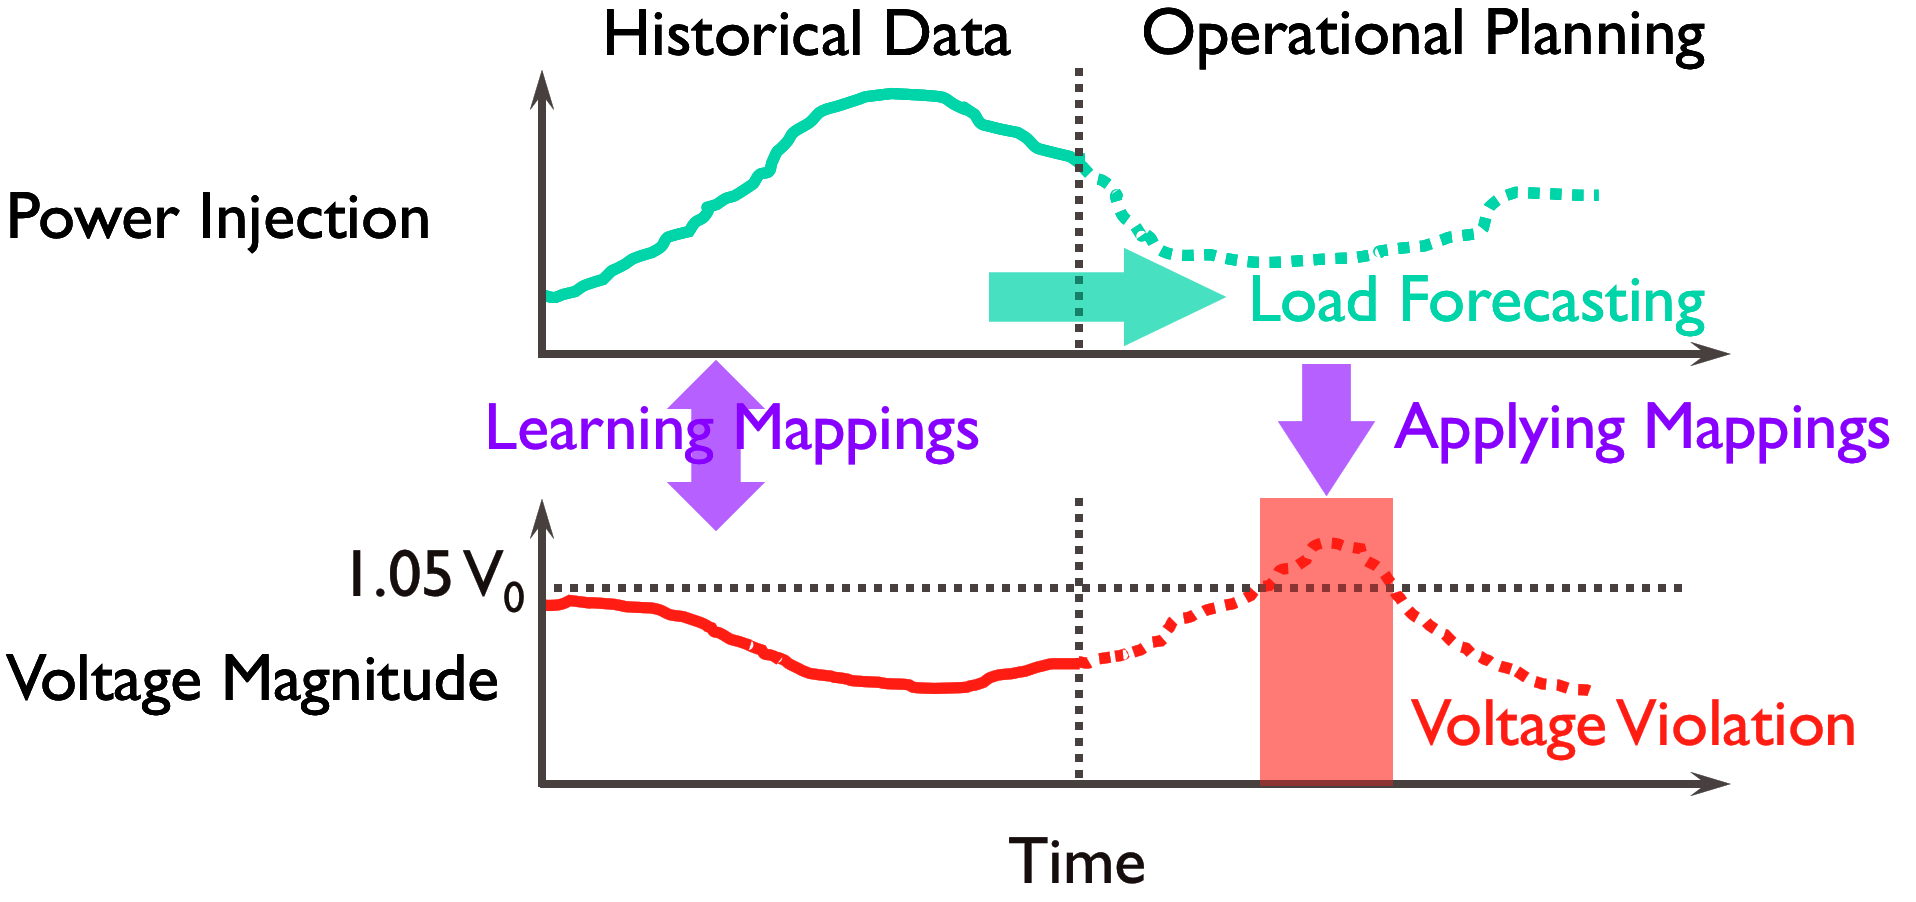 Historical Data
Operational Planning
Power Injection
Load Forecasting
Learning Mappings
Applying Mappings
1.05 V₀
Voltage Magnitude
Voltage Violation
Time